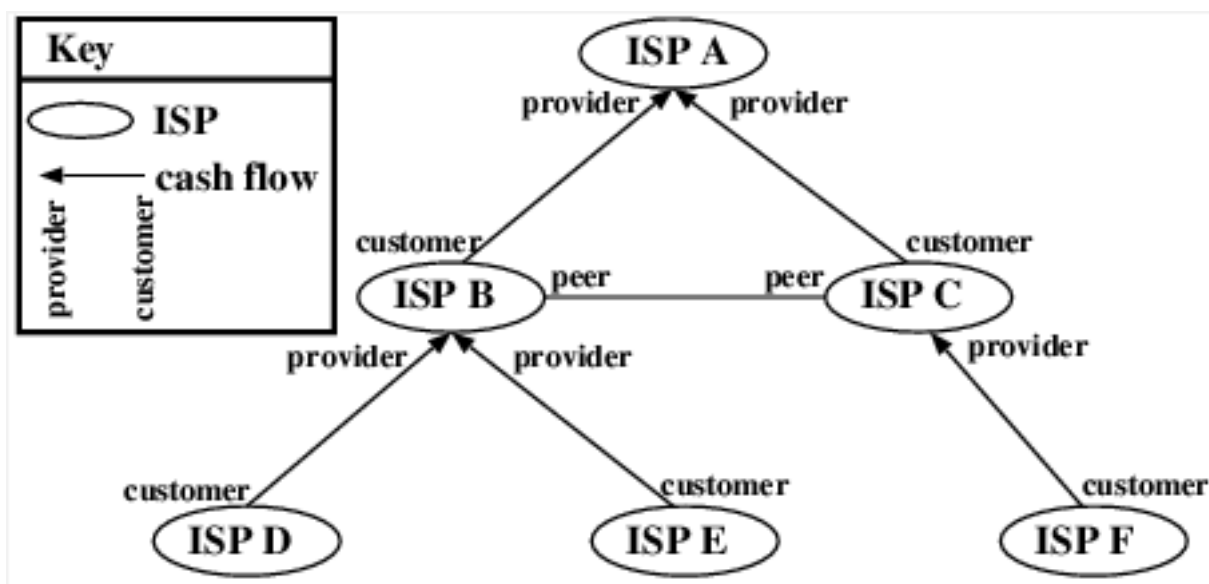 Key
ISP
cash flow
provider
customer
ISP A
provider
provider
customer
customer
ISP B
peer
peer
ISP C
provider
provider
provider
customer
customer
customer
ISP D
ISP E
ISP F